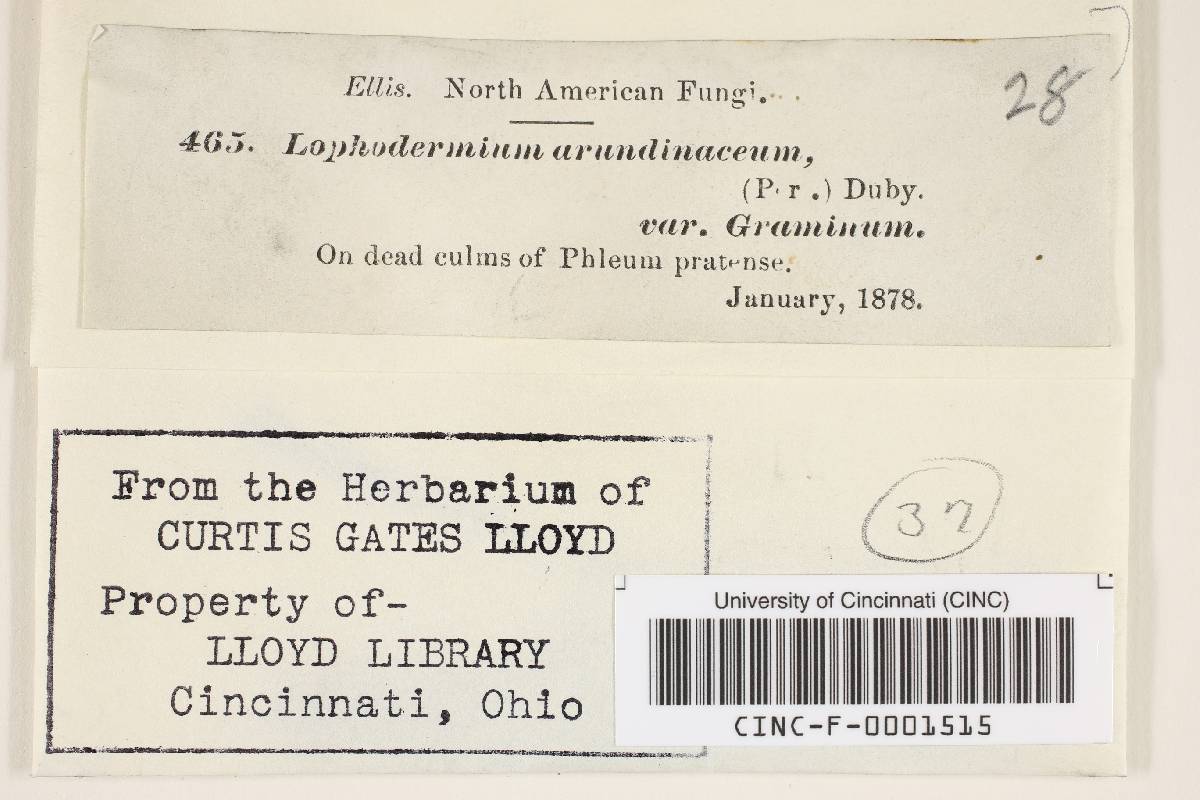 Ellis. North American Fungi.
28
465. Lophodermium arundinaceum,
(P r .) Duby.
var. Graminum.
On dead culms of Phleum pratense.
January, 1878.
From the Herbarium of
CURTIS GATES LLOYD
Property of-
LLOYD LIBRARY
Cincinnati, Ohio
37
University of Cincinnati (CINC)
CINC-F-0001515